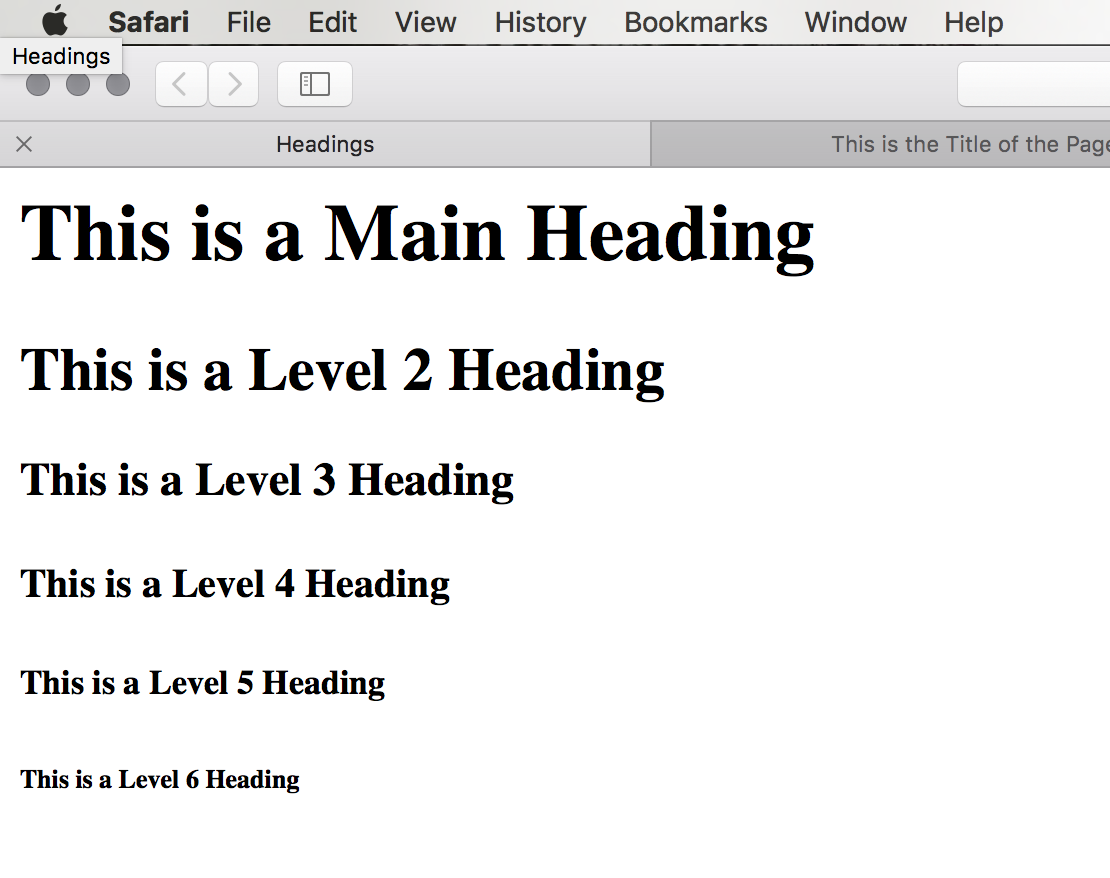 Safari File Edit View History Bookmarks Window Help
Headings
Headings This is the Title of the Page
This is a Main Heading
This is a Level 2 Heading
This is a Level 3 Heading
This is a Level 4 Heading
This is a Level 5 Heading
This is a Level 6 Heading